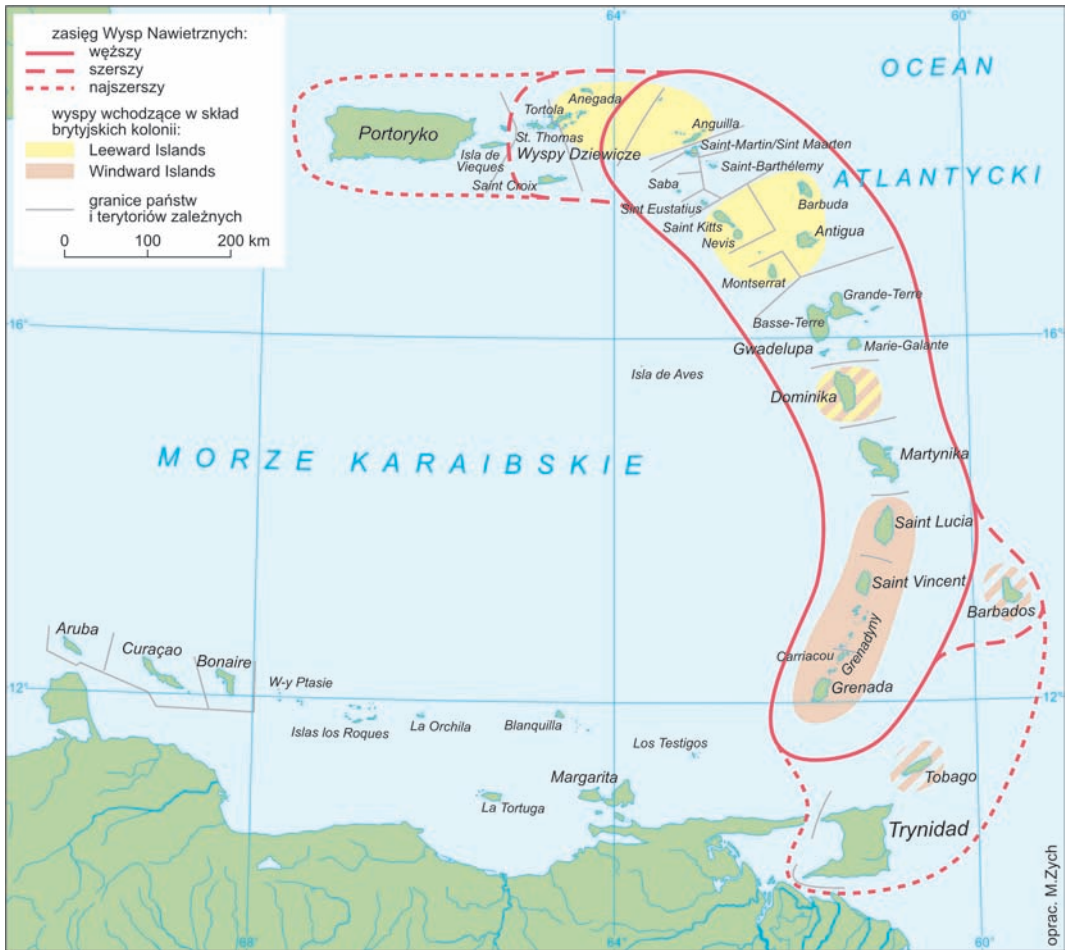 zasięg Wysp Nawietrznych:
węższy
szerszy
najszerszy
wyspy wchodzące w skład
brytyjskich kolonii:
Leeward Islands
Windward Islands
granice państw
i terytoriów zależnych
0 100 200 km
64°
60°
OCEAN
ATLANTYCKI
Anegada
Tortola
Portoryko
St. Thomas
Wyspy Dziewicze
Isla de
Vieques
Saint Croix
Anguilla
Saint-Martin/Sint Maarten
Saint-Barthélemy
Saba
Sint Eustatius
Barbuda
Saint Kitts
Nevis
Antigua
Montserrat
Grande-Terre
Basse-Terre
16°
16°
Gwadelupa
Marie-Galante
Isla de Aves
Dominika
MORZE KARAIBSKIE
Martynika
Saint Lucia
Saint Vincent
Barbados
Grenadyny
Carriacou
Grenada
Aruba
Curaçao
Bonaire
W-y Ptasie
12°
12°
Islas los Roques
La Orchila
Blanquilla
Los Testigos
Margarita
La Tortuga
Tobago
Trynidad
68°
64°
60°
oprac. M.Zych